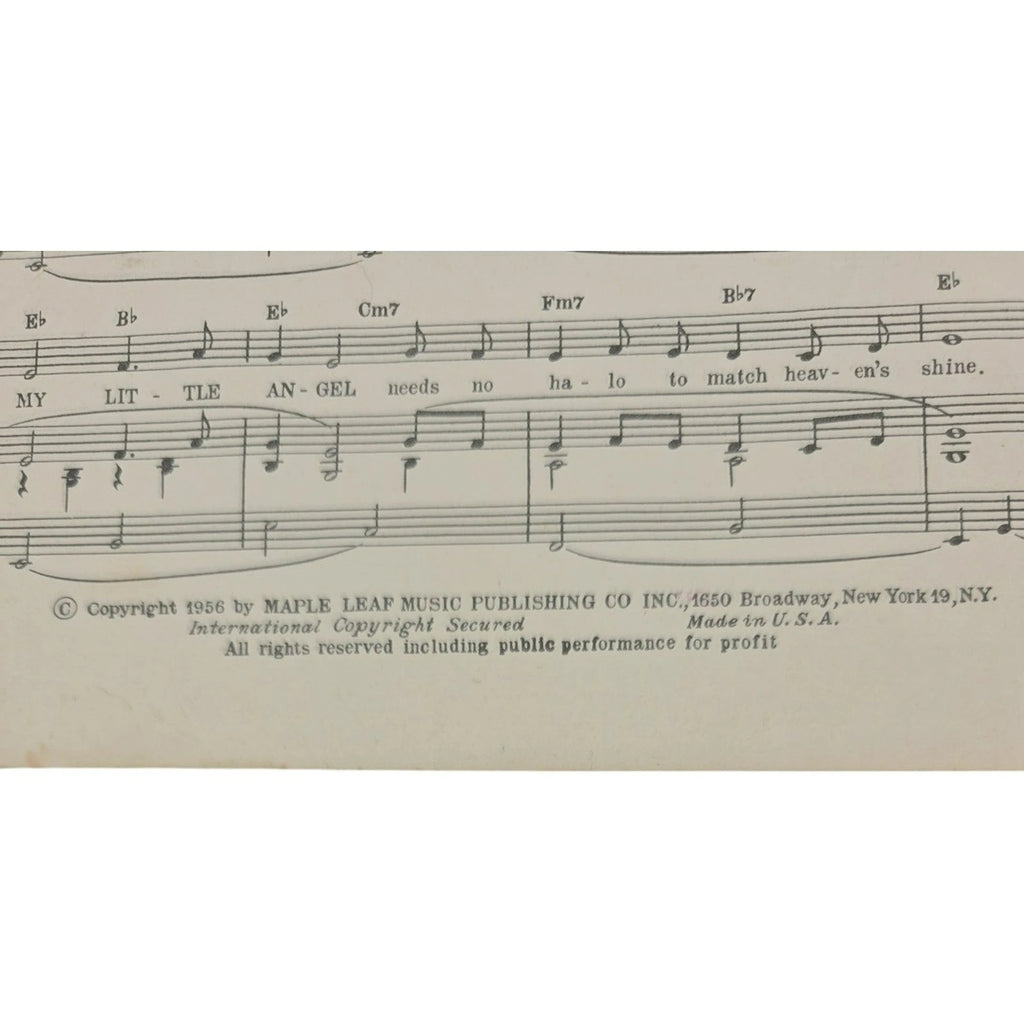 E♭ B♭ E♭ Cm7 Fm7 B♭7 E♭
MY LIT - TLE AN - GEL needs no ha - lo to match heav - en's shine.
© Copyright 1956 by MAPLE LEAF MUSIC PUBLISHING CO INC., 1650 Broadway, New York 19, N.Y.
International Copyright Secured Made in U. S. A.
All rights reserved including public performance for profit